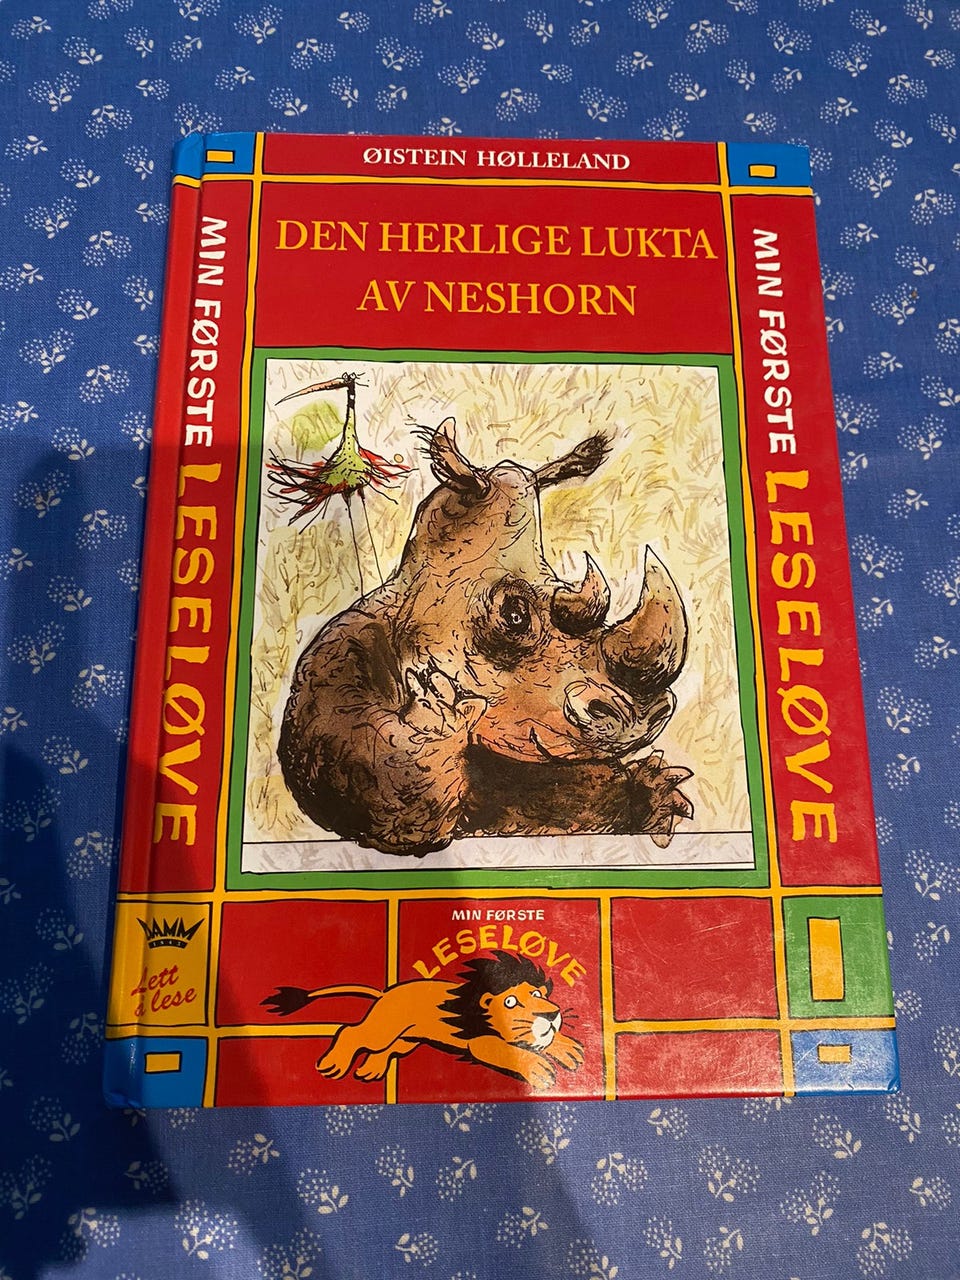 ØISTEIN HØLLELAND
DEN HERLIGE LUKTA
AV NESHORN
MIN FØRSTE LESELØVE
MIN FØRSTE LESELØVE
DAMM
1843
Lett
å lese
MIN FØRSTE
LESELØVE